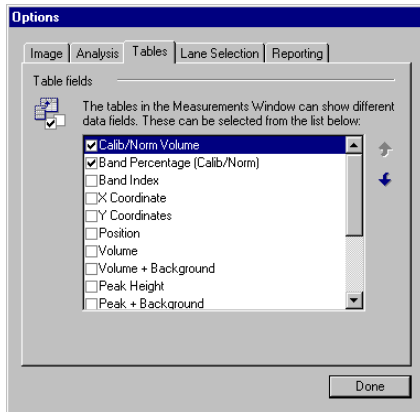 Options
Image Analysis Tables Lane Selection Reporting
Table fields
The tables in the Measurements Window can show different
data fields. These can be selected from the list below:
Calib/Norm Volume
Band Percentage (Calib/Norm)
Band Index
X Coordinate
Y Coordinates
Position
Volume
Volume + Background
Peak Height
Peak + Background
Done